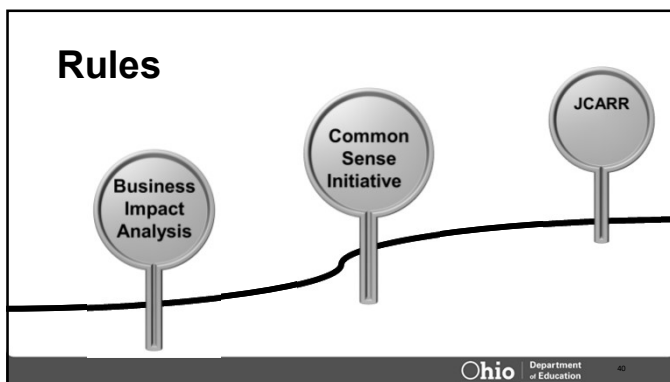 Rules
Business
Impact
Analysis
Common
Sense
Initiative
JCARR
Ohio
Department
of Education
40